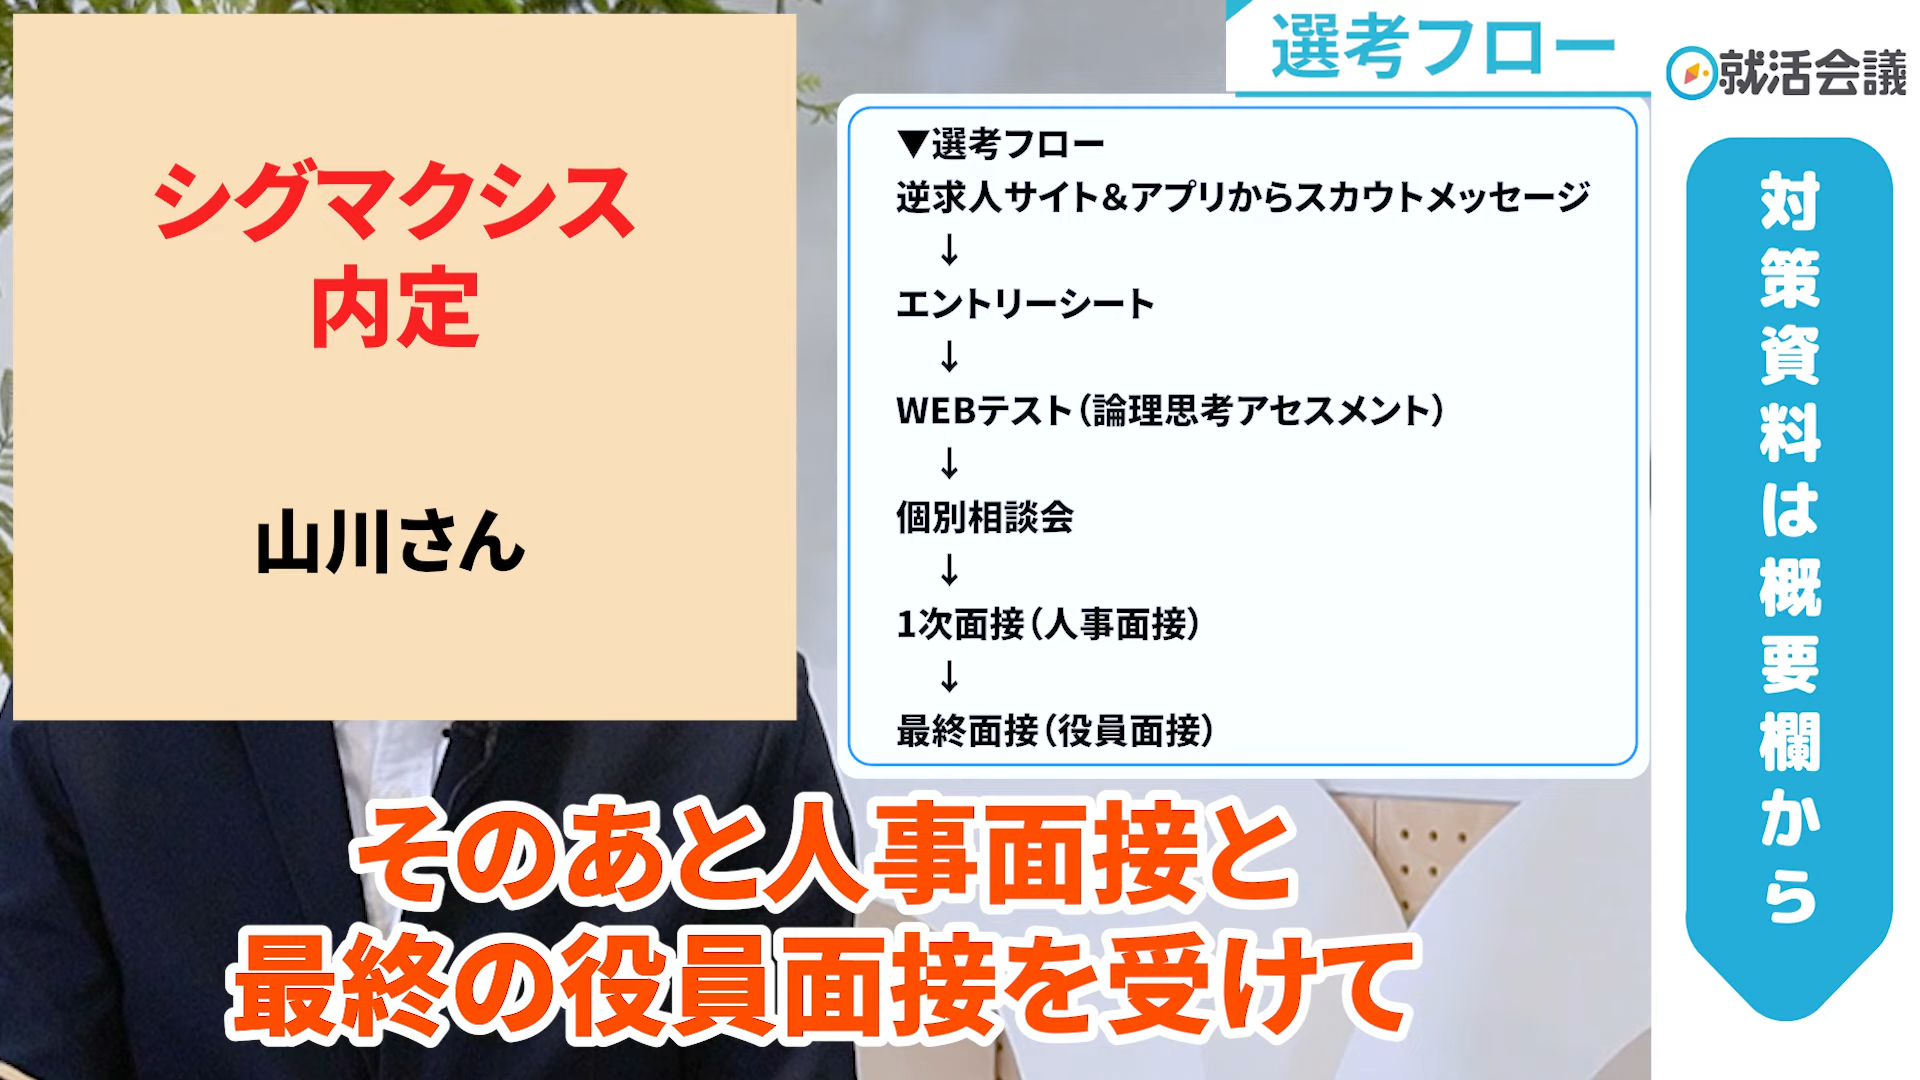 シグマクシス
内定
山川さん
選考フロー
▼選考フロー
逆求人サイト&アプリからスカウトメッセージ
↓
エントリーシート
↓
WEBテスト(論理思考アセスメント)
↓
個別相談会
↓
1次面接(人事面接)
↓
最終面接(役員面接)
就活会議
対策資料は概要欄から
そのあと人事面接と
最終の役員面接を受けて